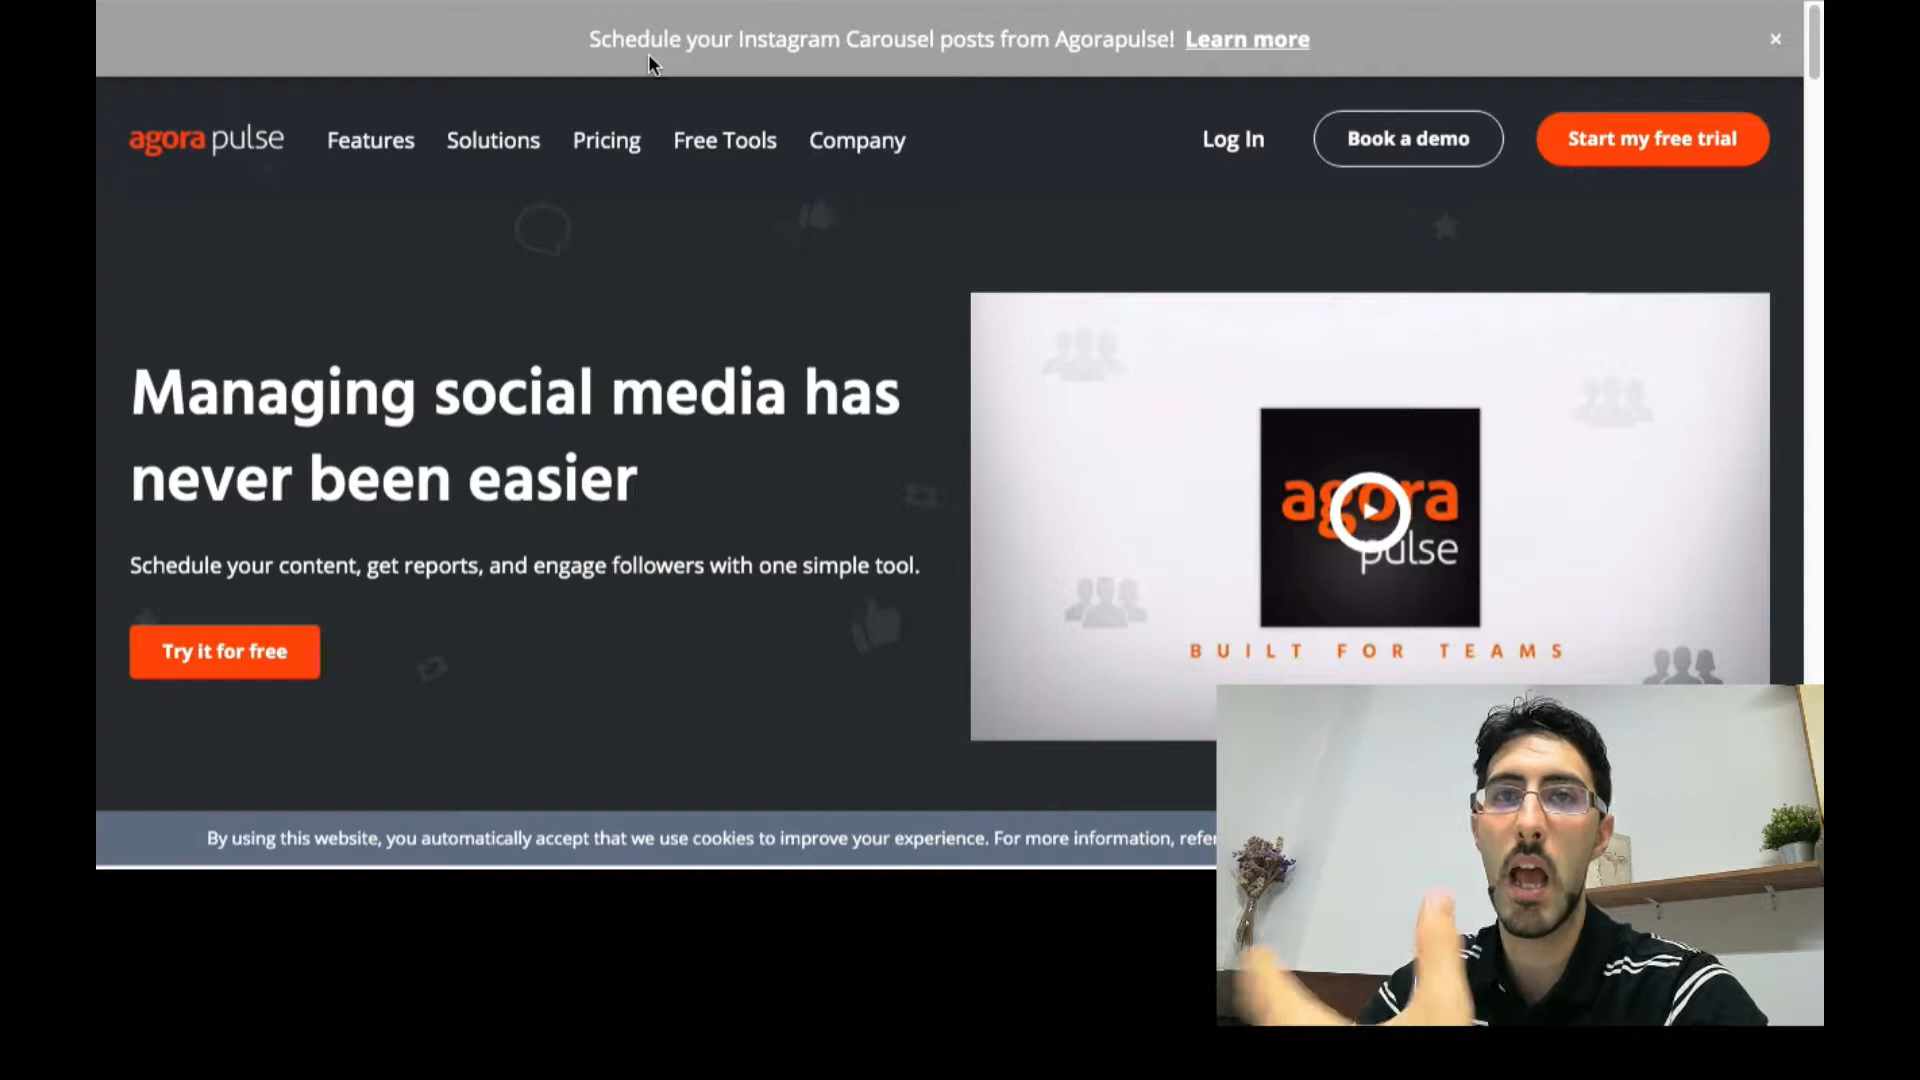 Schedule your Instagram Carousel posts from Agorapulse! Learn more ×
agora pulse Features Solutions Pricing Free Tools Company Log In Book a demo Start my free trial
Managing social media has
never been easier
Schedule your content, get reports, and engage followers with one simple tool.
Try it for free
agora
pulse
BUILT FOR TEAMS
By using this website, you automatically accept that we use cookies to improve your experience. For more information,